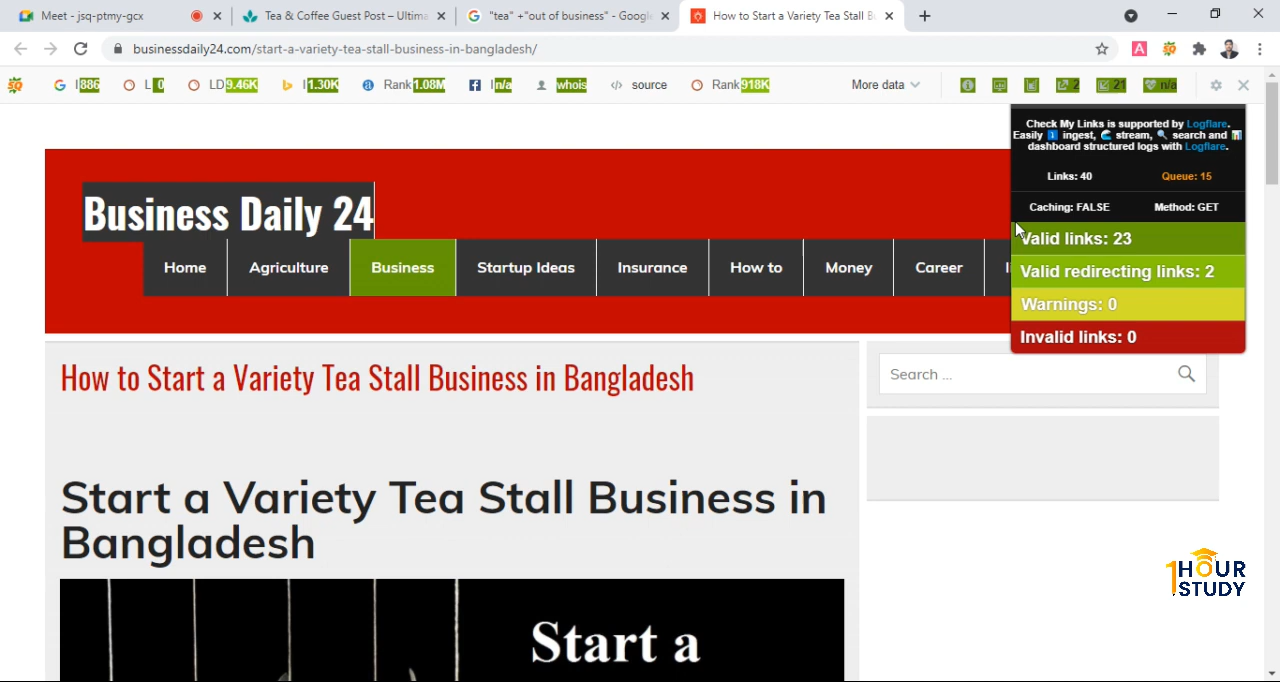 Meet - jsq-ptmy-gcx
Tea & Coffee Guest Post – Ultima
"tea" +"out of business" - Google
How to Start a Variety Tea Stall B
businessdaily24.com/start-a-variety-tea-stall-business-in-bangladesh/
I 886
L 0
LD 9.46K
I 1.30K
Rank 1.08M
I n/a
whois
source
Rank 918K
More data
2
21
n/a
Check My Links is supported by Logflare.
Easily ingest, stream, search and
dashboard structured logs with Logflare.
Links: 40 Queue: 15
Caching: FALSE Method: GET
Valid links: 23
Valid redirecting links: 2
Warnings: 0
Invalid links: 0
Business Daily 24
Home Agriculture Business Startup Ideas Insurance How to Money Career
How to Start a Variety Tea Stall Business in Bangladesh
Search ...
Start a Variety Tea Stall Business in
Bangladesh
Start a
1HOUR
STUDY